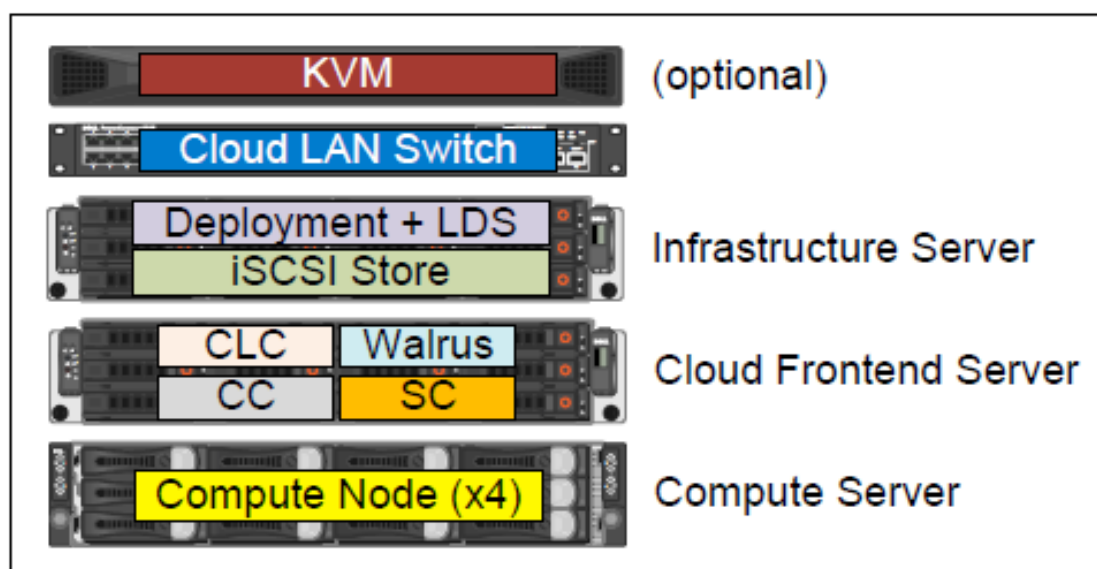 KVM (optional)
Cloud LAN Switch
Deployment + LDS
iSCSI Store
Infrastructure Server
CLC Walrus
CC SC
Cloud Frontend Server
Compute Node (x4) Compute Server